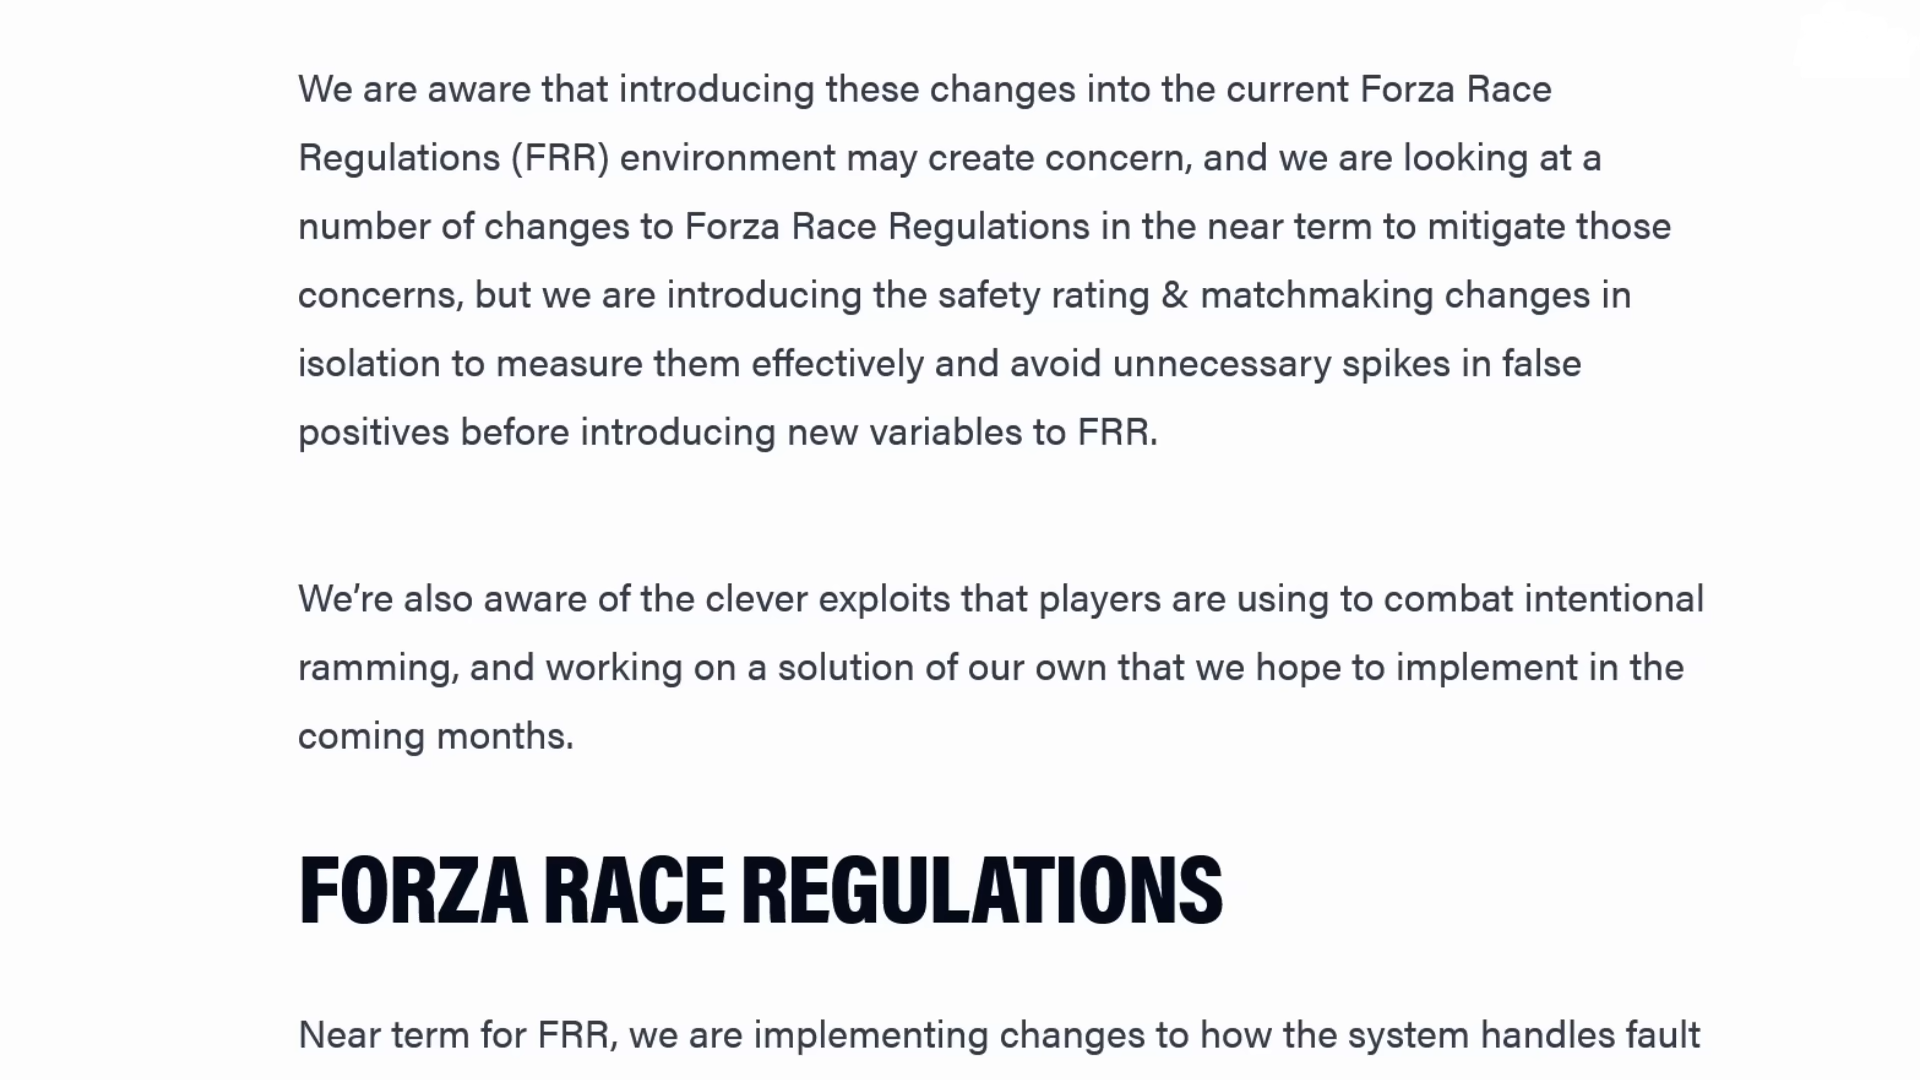 We are aware that introducing these changes into the current Forza Race
Regulations (FRR) environment may create concern, and we are looking at a
number of changes to Forza Race Regulations in the near term to mitigate those
concerns, but we are introducing the safety rating & matchmaking changes in
isolation to measure them effectively and avoid unnecessary spikes in false
positives before introducing new variables to FRR.
We’re also aware of the clever exploits that players are using to combat intentional
ramming, and working on a solution of our own that we hope to implement in the
coming months.
FORZA RACE REGULATIONS
Near term for FRR, we are implementing changes to how the system handles fault